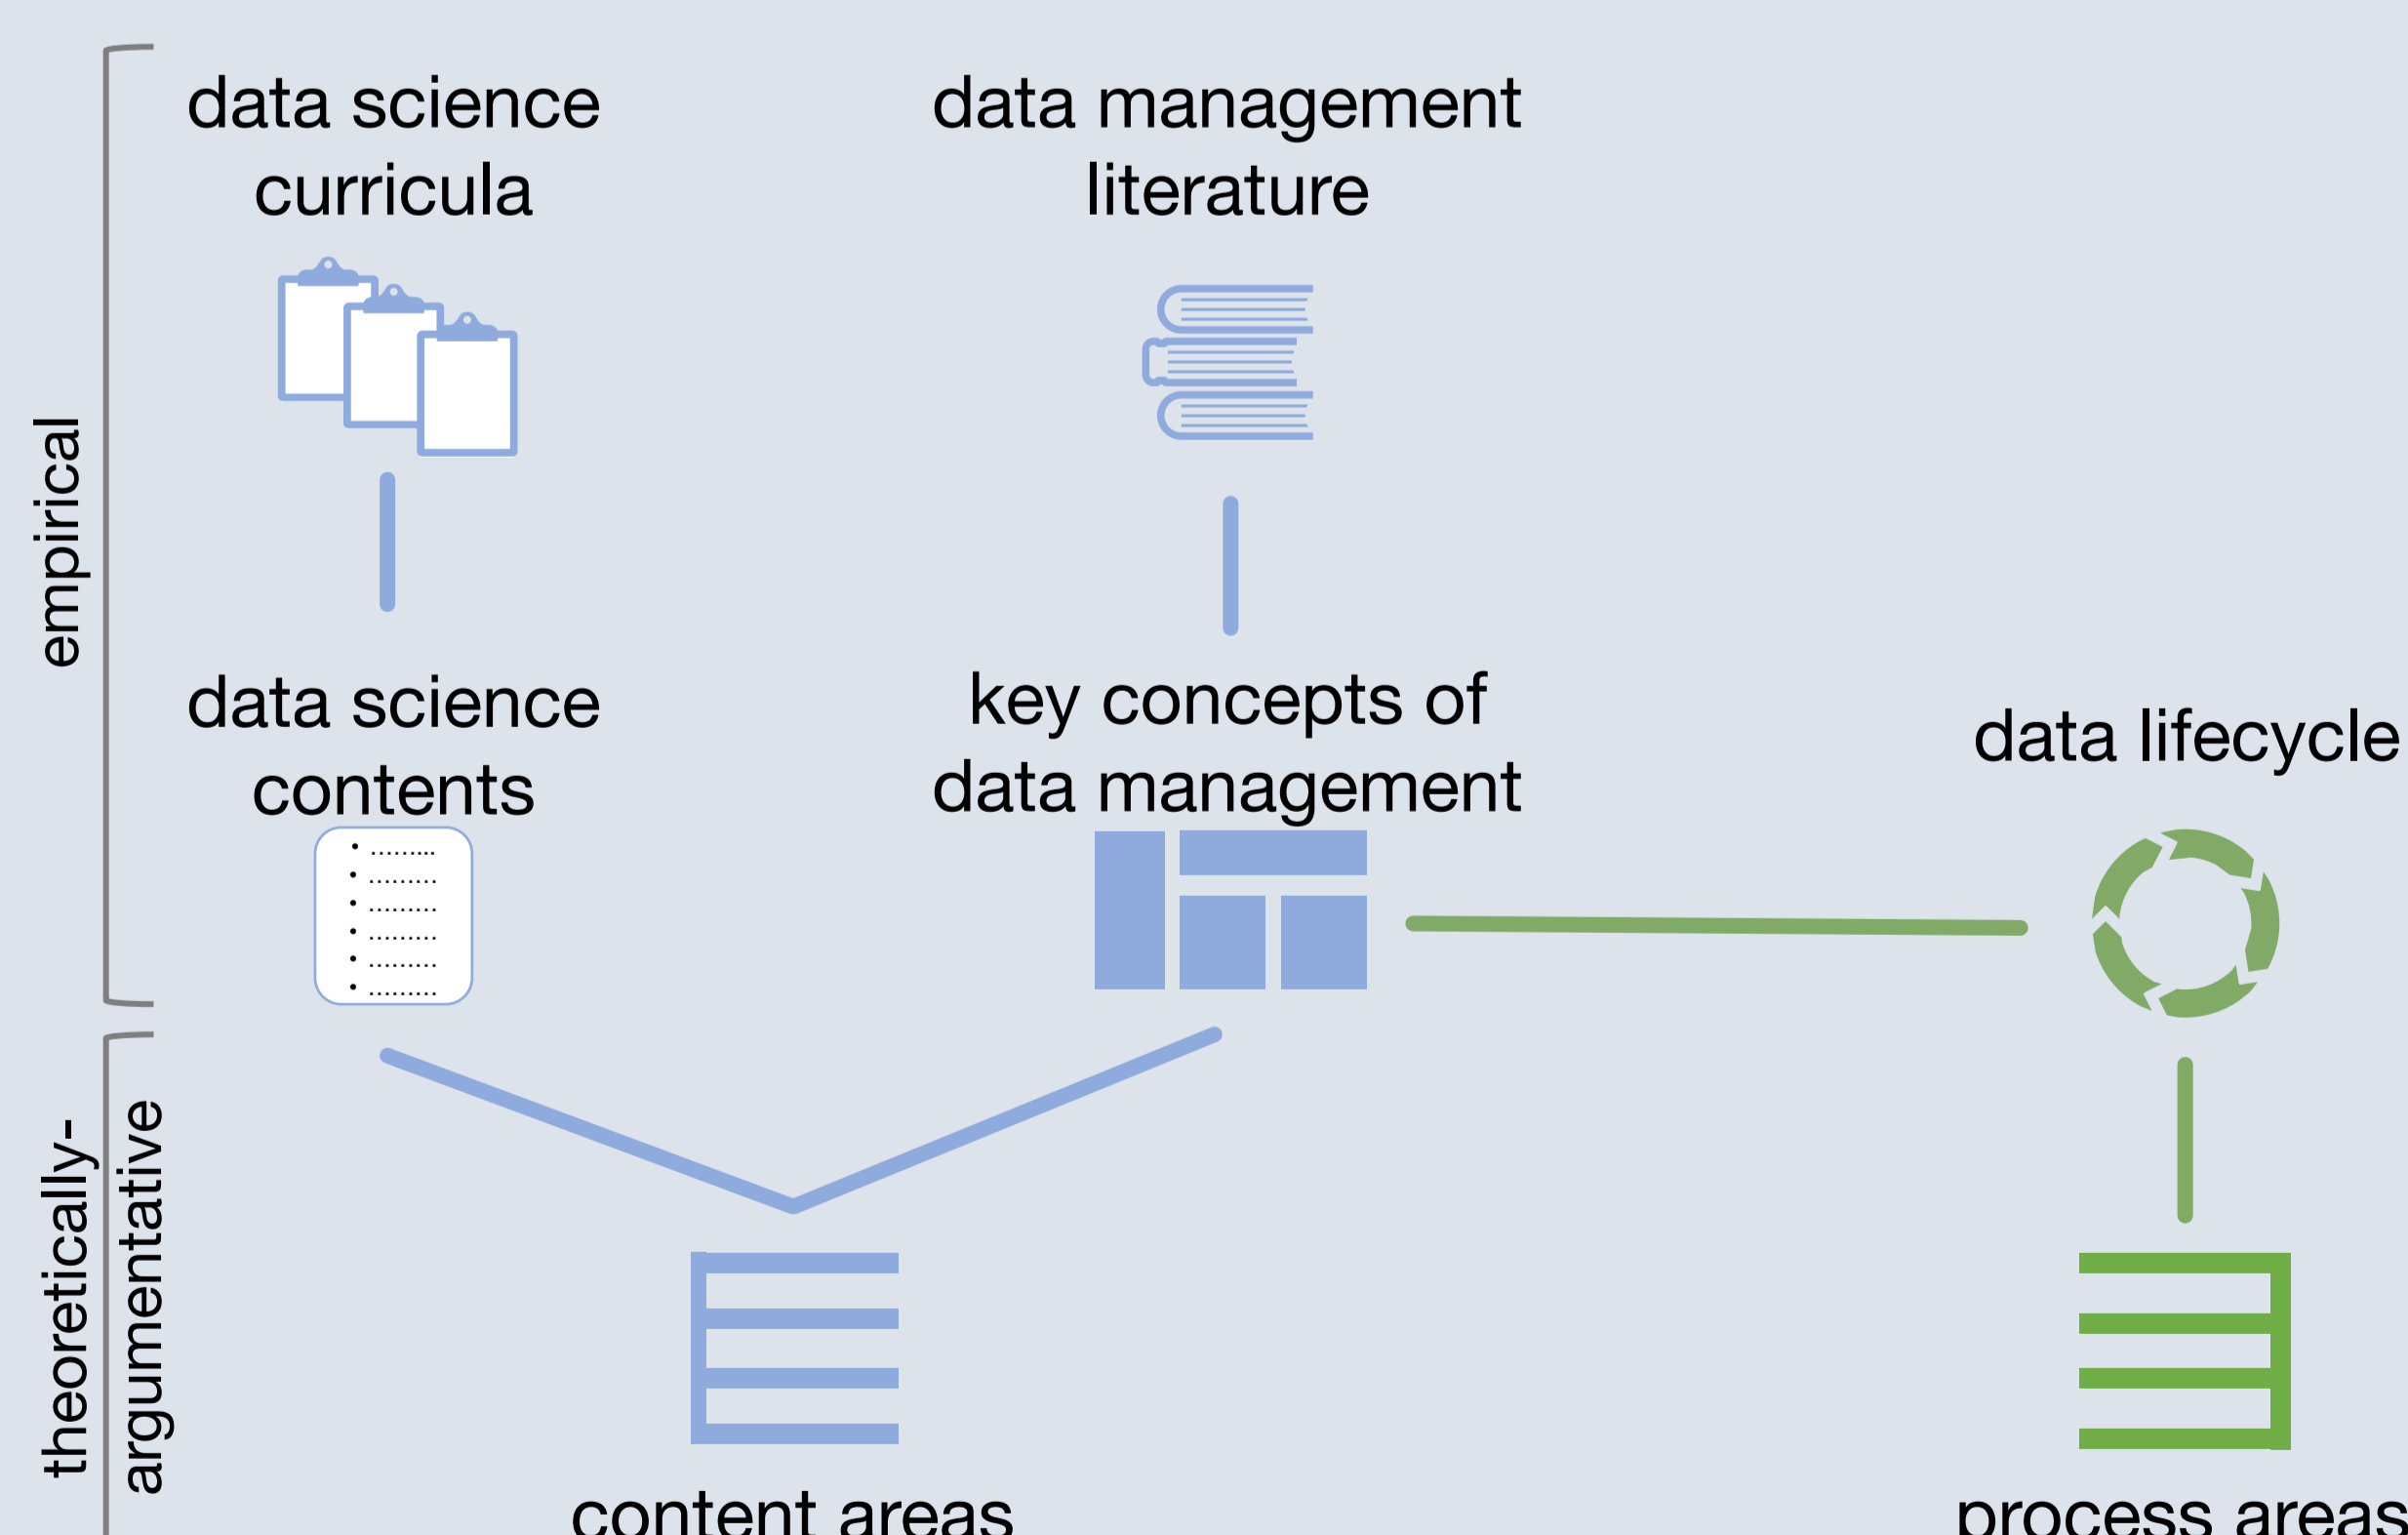 empirical
data science
curricula
data management
literature
data science
contents
key concepts of
data management
data lifecycle
theoretically-
argumentative
content areas
process areas